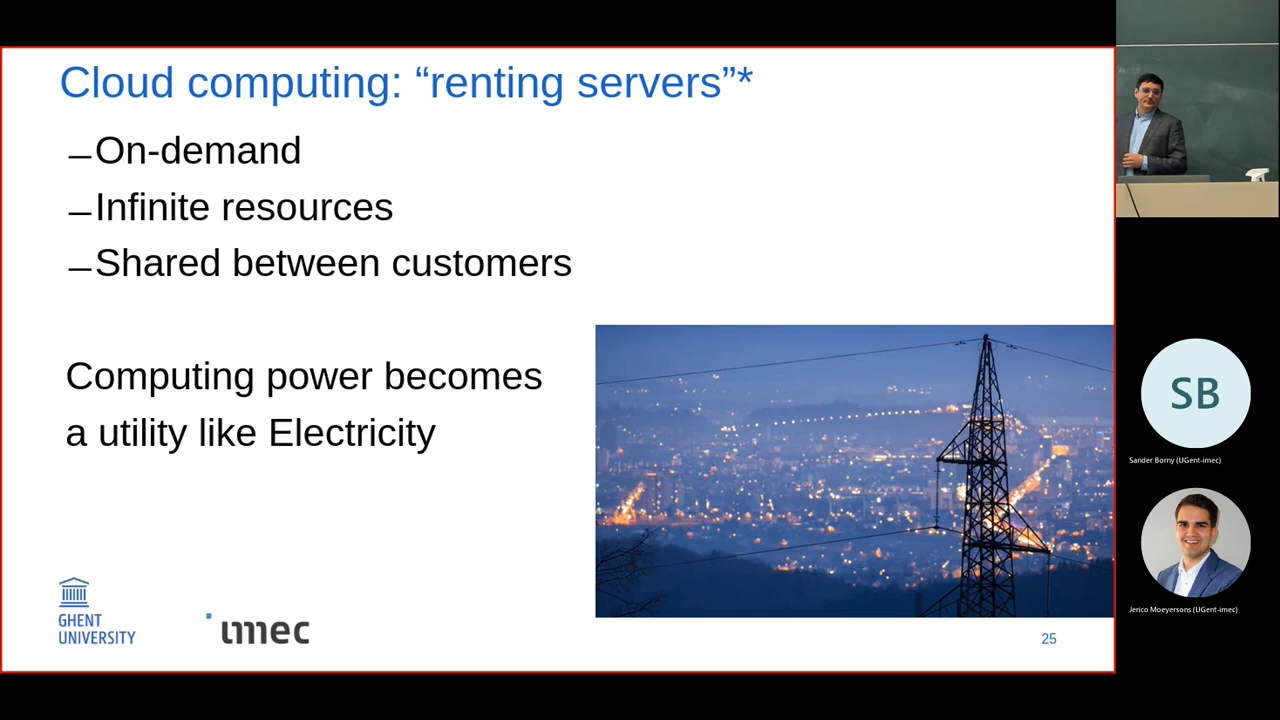 Cloud computing: “renting servers”*
–On-demand
–Infinite resources
–Shared between customers
Computing power becomes
a utility like Electricity
GHENT
UNIVERSITY
imec
25
SB
Sander Borny (UGent-imec)
Jerico Moeyersons (UGent-imec)